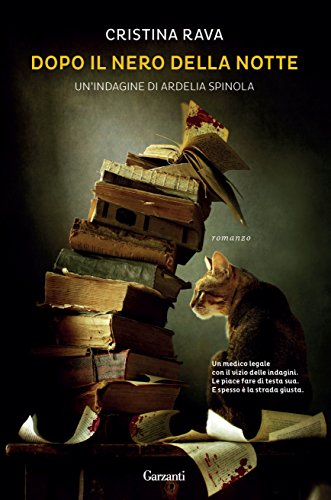 CRISTINA RAVA
DOPO IL NERO DELLA NOTTE
UN'INDAGINE DI ARDELIA SPINOLA
romanzo
Un medico legale
con il vizio delle indagini.
Le piace fare di testa sua.
E spesso è la strada giusta.
Garzanti